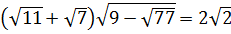 (√11 + √7)√(9 − √77) = 2√2